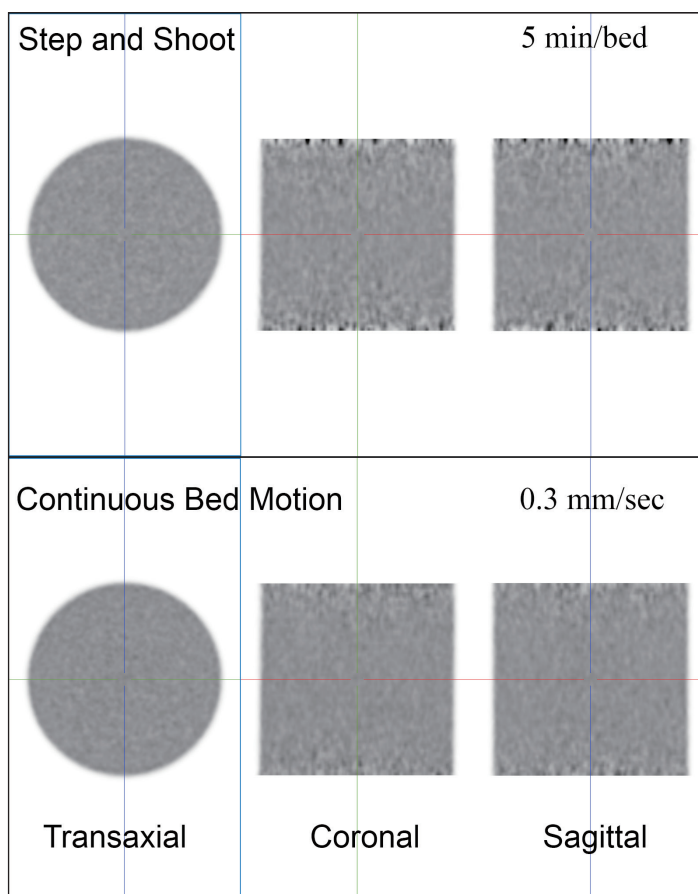 Step and Shoot
5 min/bed
Continuous Bed Motion
0.3 mm/sec
Transaxial
Coronal
Sagittal